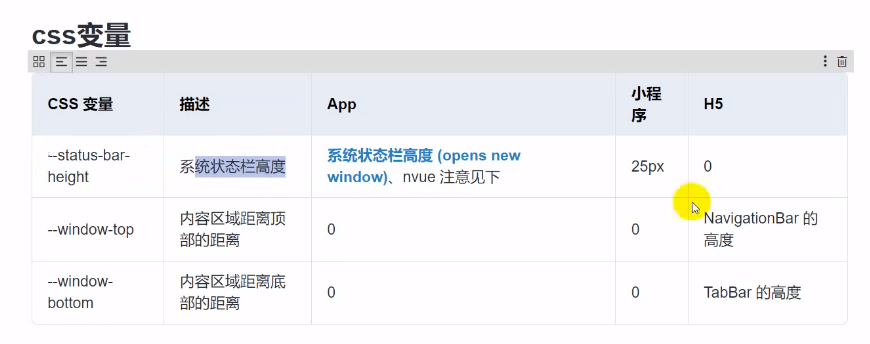 css变量
CSS 变量 描述 App 小程序 H5
--status-bar-height 系统状态栏高度 系统状态栏高度 (opens new window)、nvue 注意见下 25px 0
--window-top 内容区域距离顶部的距离 0 0 NavigationBar 的高度
--window-bottom 内容区域距离底部的距离 0 0 TabBar 的高度